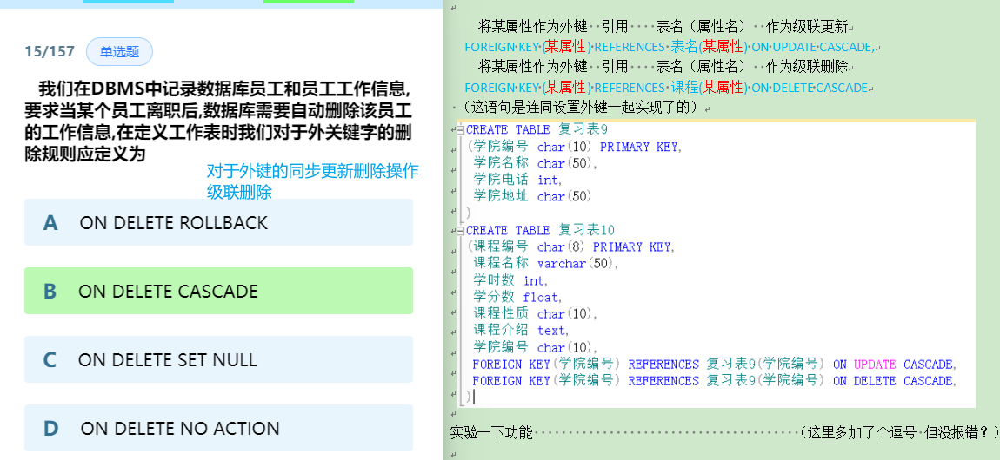 15/157 单选题
我们在DBMS中记录数据库员工和员工工作信息,
要求当某个员工离职后,数据库需要自动删除该员工
的工作信息,在定义工作表时我们对于外关键字的删
除规则应定义为
对于外键的同步更新删除操作
级联删除
A ON DELETE ROLLBACK
B ON DELETE CASCADE
C ON DELETE SET NULL
D ON DELETE NO ACTION
将某属性作为外键··引用····表名（属性名）··作为级联更新
FOREIGN·KEY·(某属性)·REFERENCES·表名(某属性)·ON·UPDATE·CASCADE,
将某属性作为外键··引用····表名（属性名）··作为级联删除
FOREIGN·KEY·(某属性)·REFERENCES·课程(某属性)·ON·DELETE·CASCADE
·（这语句是连同设置外键一起实现了的）
CREATE TABLE 复习表9
(学院编号 char(10) PRIMARY KEY,
学院名称 char(50),
学院电话 int,
学院地址 char(50)
)
CREATE TABLE 复习表10
(课程编号 char(8) PRIMARY KEY,
课程名称 varchar(50),
学时数 int,
学分数 float,
课程性质 char(10),
课程介绍 text,
学院编号 char(10),
FOREIGN KEY(学院编号) REFERENCES 复习表9(学院编号) ON UPDATE CASCADE,
FOREIGN KEY(学院编号) REFERENCES 复习表9(学院编号) ON DELETE CASCADE,
)
实验一下功能··································（这里多加了个逗号·但没报错？）